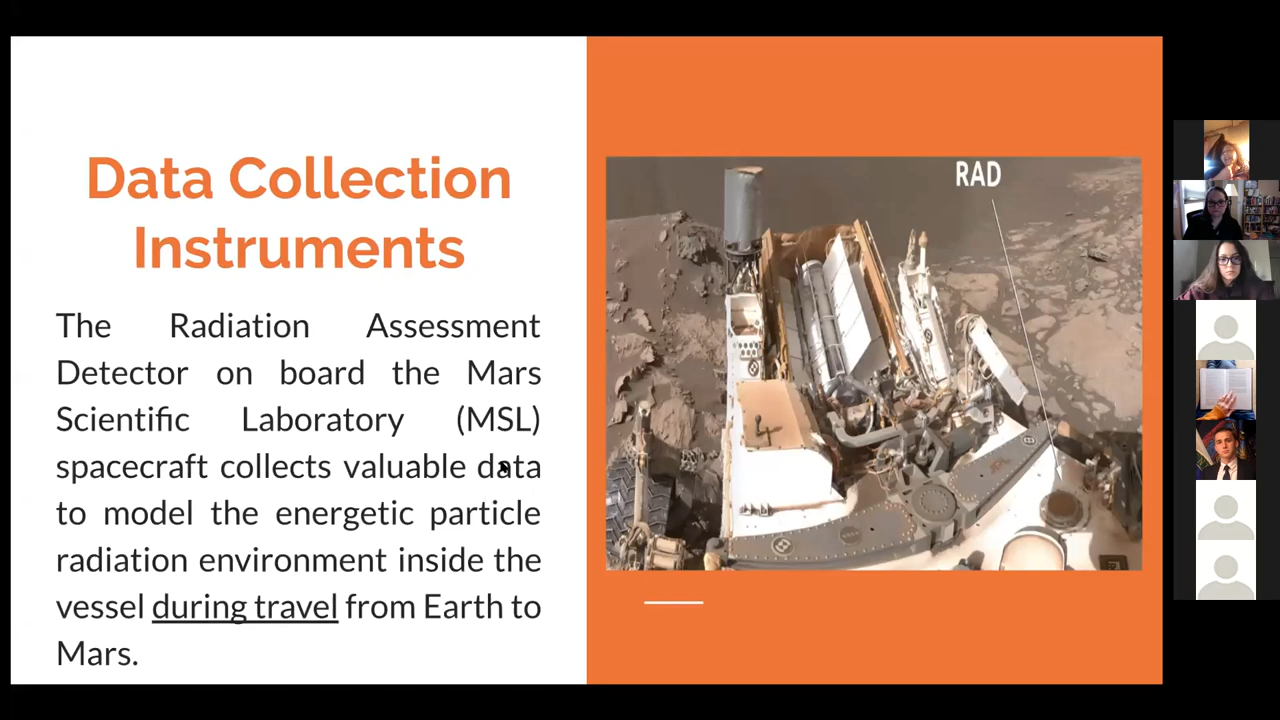 Data Collection
Instruments
The Radiation Assessment
Detector on board the Mars
Scientific Laboratory (MSL)
spacecraft collects valuable data
to model the energetic particle
radiation environment inside the
vessel during travel from Earth to
Mars.
RAD